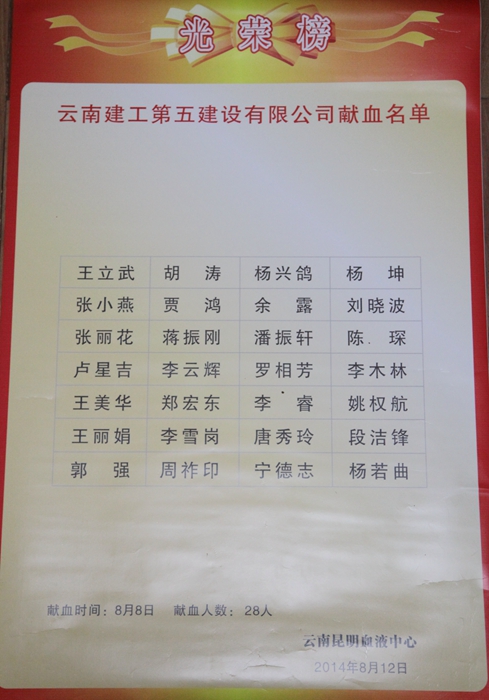 光荣榜
云南建工第五建设有限公司献血名单
王立武 胡 涛 杨兴鸽 杨 坤
张小燕 贾 鸿 余 露 刘晓波
张丽花 蒋振刚 潘振轩 陈 琛
卢星吉 李云辉 罗相芳 李木林
王美华 郑宏东 李 睿 姚权航
王丽娟 李雪岗 唐秀玲 段洁锋
郭 强 周祚印 宁德志 杨若曲
献血时间：8月8日 献血人数：28人
云南昆明血液中心
2014年8月12日